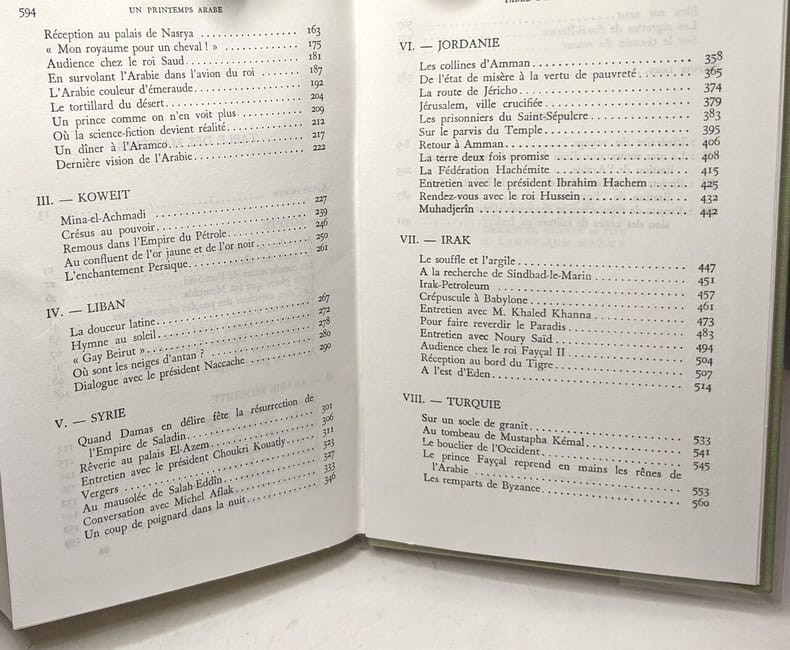 594 UN PRINTEMPS ARABE
Réception au palais de Nasrya 163
« Mon royaume pour un cheval ! » 175
Audience chez le roi Saud 181
En survolant l'Arabie dans l'avion du roi 187
L'Arabie couleur d'émeraude 192
Le tortillard du désert 204
Un prince comme on n'en voit plus 209
Où la science-fiction devient réalité 212
Un dîner à l'Aramco 217
Dernière vision de l'Arabie 222
III. — KOWEIT
Mina-el-Achmadi 227
Crésus au pouvoir 239
Remous dans l'Empire du Pétrole 246
Au confluent de l'or jaune et de l'or noir 250
L'enchantement Persique 261
IV. — LIBAN
La douceur latine 267
Hymne au soleil 272
« Gay Beirut » 278
Où sont les neiges d'antan ? 280
Dialogue avec le président Naccache 290
V. — SYRIE
Quand Damas en délire fête la résurrection de
l'Empire de Saladin 301
Rêverie au palais El-Azem 306
Entretien avec le président Choukri Kouatly 311
Vergers 323
Au mausolée de Salah-Eddîn 327
Conversation avec Michel Aflak 333
Un coup de poignard dans la nuit 346
VI. — JORDANIE
Les collines d'Amman 358
De l'état de misère à la vertu de pauvreté 365
La route de Jéricho 374
Jérusalem, ville crucifiée 379
Les prisonniers du Saint-Sépulcre 383
Sur le parvis du Temple 395
Retour à Amman 406
La terre deux fois promise 408
La Fédération Hachémite 415
Entretien avec le président Ibrahim Hachem 425
Rendez-vous avec le roi Hussein 432
Muhadjerîn 442
VII. — IRAK
Le souffle et l'argile 447
A la recherche de Sindbad-le-Marin 451
Irak-Petroleum 457
Crépuscule à Babylone 461
Entretien avec M. Khaled Khanna 473
Pour faire reverdir le Paradis 483
Entretien avec Noury Saïd 494
Audience chez le roi Fayçal II 504
Réception au bord du Tigre 507
A l'est d'Eden 514
VIII. — TURQUIE
Sur un socle de granit 533
Au tombeau de Mustapha Kémal 541
Le bouclier de l'Occident 545
Le prince Fayçal reprend en mains les rênes de
l'Arabie 553
Les remparts de Byzance 560